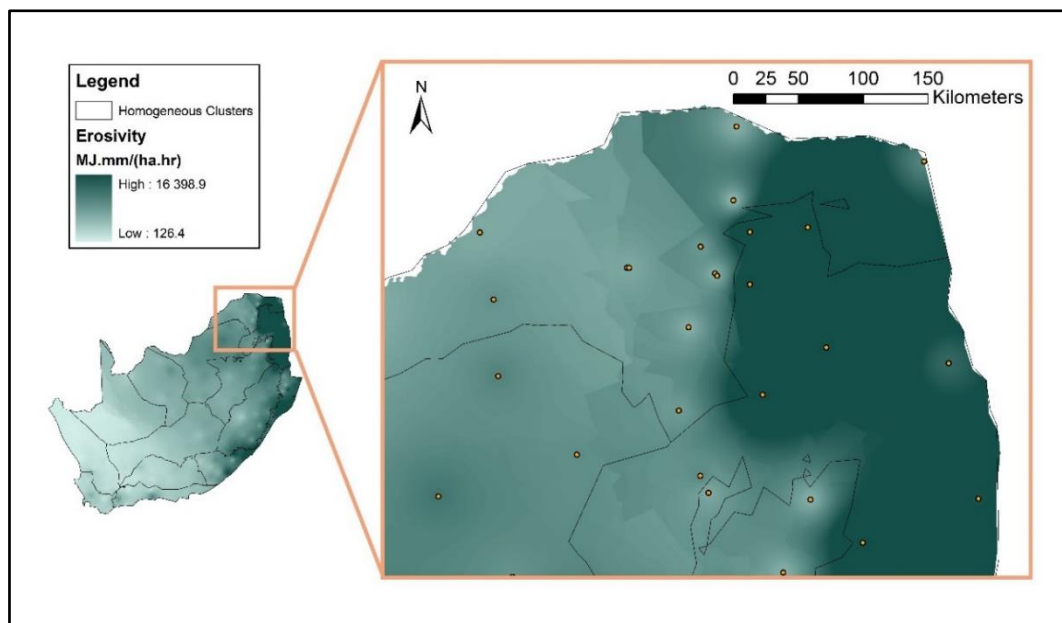 Legend
Homogeneous Clusters
Erosivity
MJ.mm/(ha.hr)
High : 16 398.9
Low : 126.4
N
0 25 50 100 150
Kilometers